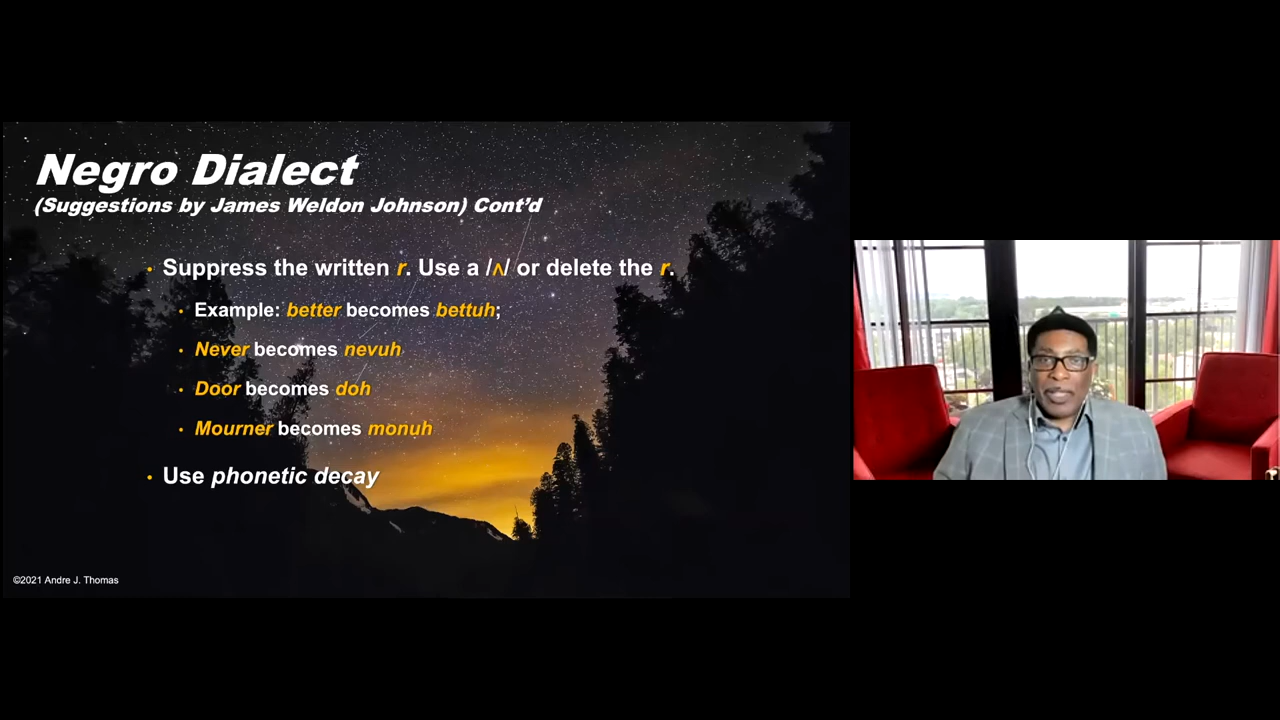 Negro Dialect
(Suggestions by James Weldon Johnson) Cont'd
• Suppress the written r. Use a /ʌ/ or delete the r.
• Example: better becomes bettuh;
• Never becomes nevuh
• Door becomes doh
• Mourner becomes monuh
• Use phonetic decay
©2021 Andre J. Thomas